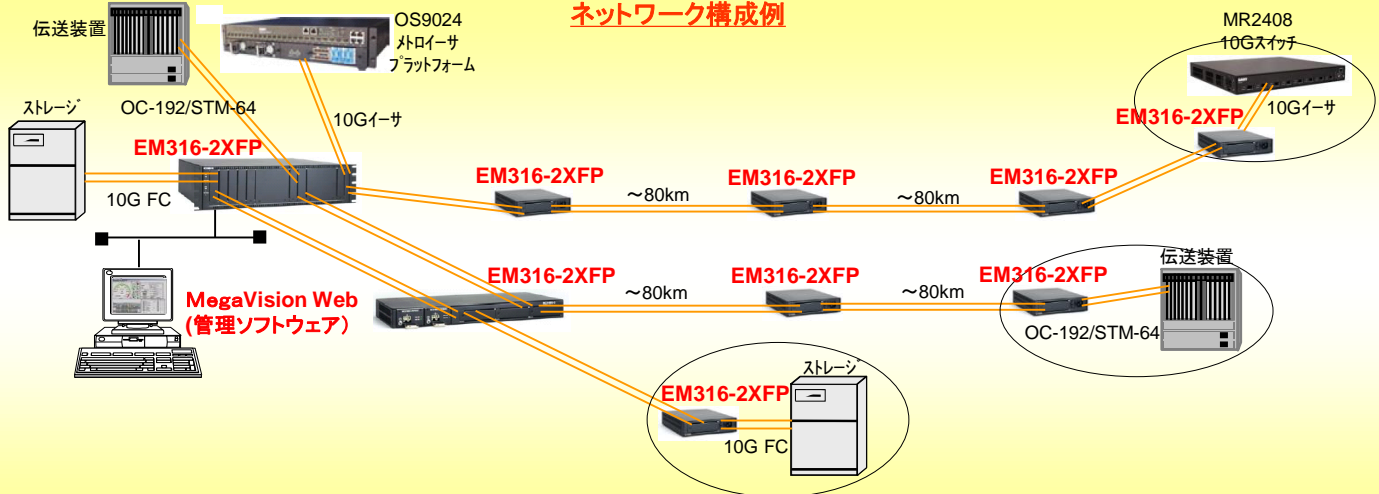 ネットワーク構成例
伝送装置
OS9024
メトロイーサ
プラットフォーム
MR2408
10Gスイッチ
ストレージ
OC-192/STM-64
10Gイーサ
10Gイーサ
EM316-2XFP
EM316-2XFP
10G FC
EM316-2XFP
～80km
EM316-2XFP
～80km
EM316-2XFP
MegaVision Web
(管理ソフトウェア)
EM316-2XFP
～80km
EM316-2XFP
～80km
EM316-2XFP
伝送装置
OC-192/STM-64
ストレージ
EM316-2XFP
10G FC